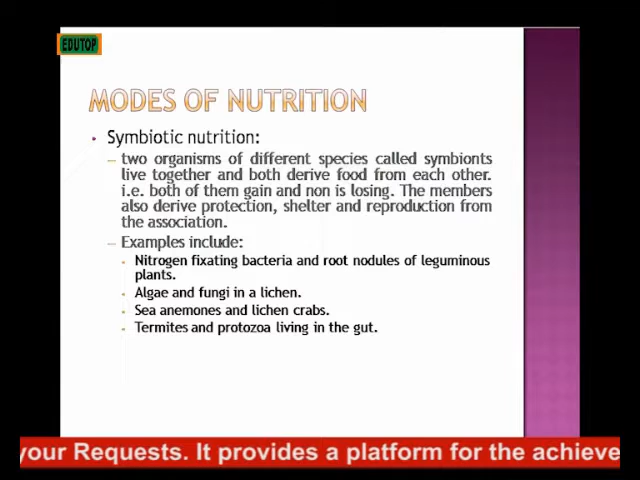 EDUTOP
MODES OF NUTRITION
• Symbiotic nutrition:
– two organisms of different species called symbionts
live together and both derive food from each other.
i.e. both of them gain and non is losing. The members
also derive protection, shelter and reproduction from
the association.
– Examples include:
• Nitrogen fixating bacteria and root nodules of leguminous
plants.
• Algae and fungi in a lichen.
• Sea anemones and lichen crabs.
• Termites and protozoa living in the gut.
your Requests. It provides a platform for the achieve